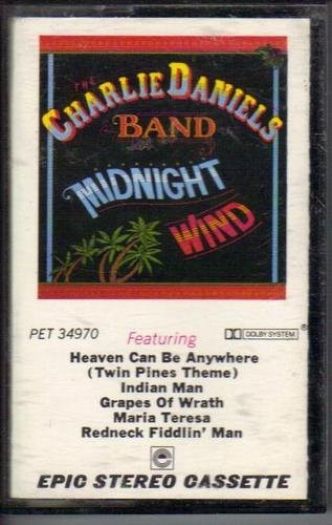 THE
CHARLIE DANIELS
BAND
MIDNIGHT
WIND
PET 34970
Featuring
DOLBY SYSTEM ®
Heaven Can Be Anywhere
(Twin Pines Theme)
Indian Man
Grapes Of Wrath
Maria Teresa
Redneck Fiddlin' Man
EPIC STEREO CASSETTE